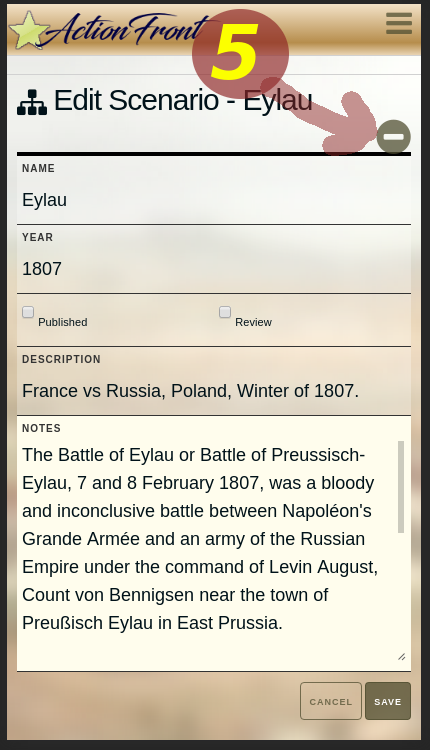 ActionFront
5
Edit Scenario - Eylau
NAME
Eylau
YEAR
1807
Published Review
DESCRIPTION
France vs Russia, Poland, Winter of 1807.
NOTES
The Battle of Eylau or Battle of Preussisch-
Eylau, 7 and 8 February 1807, was a bloody
and inconclusive battle between Napoléon's
Grande Armée and an army of the Russian
Empire under the command of Levin August,
Count von Bennigsen near the town of
Preußisch Eylau in East Prussia.
CANCEL SAVE